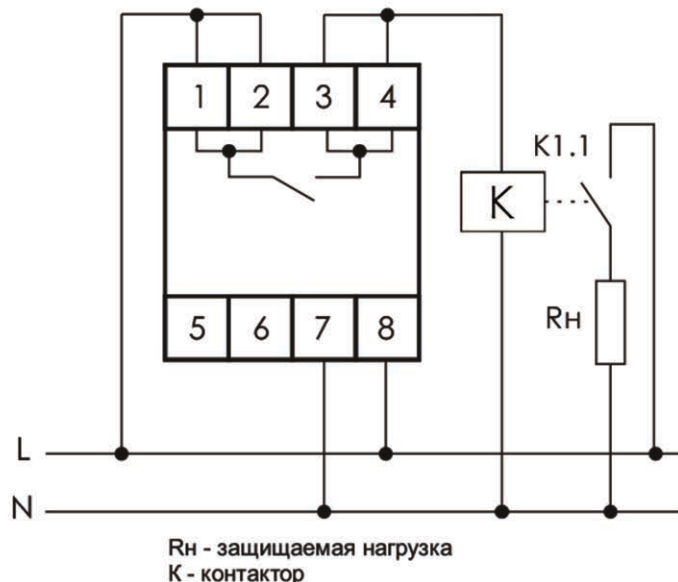 1 2 3 4
K1.1
K
5 6 7 8
Rн
L
N
Rн - защищаемая нагрузка
К - контактор